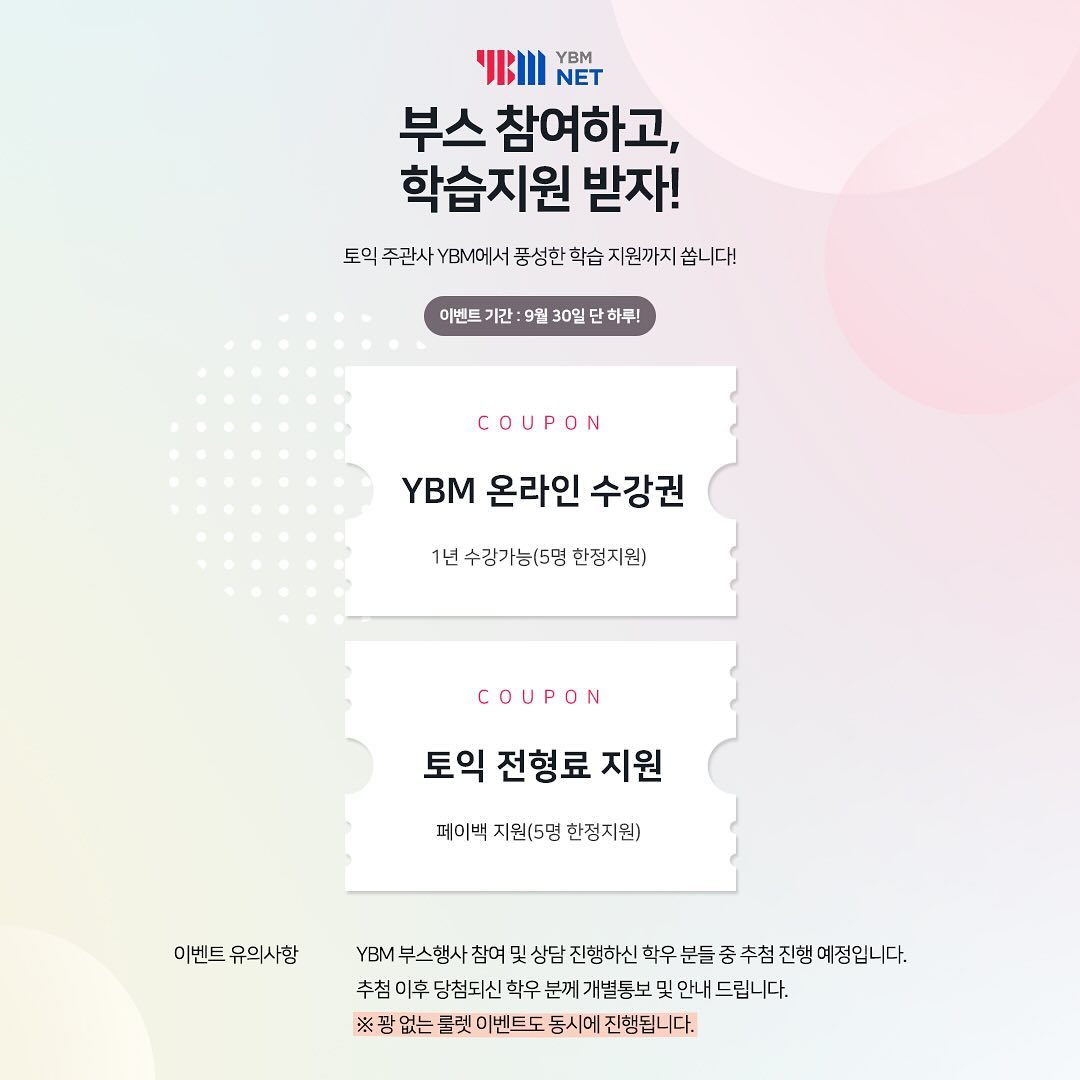 YBM YBM
NET
부스 참여하고,
학습지원 받자!
토익 주관사 YBM에서 풍성한 학습 지원까지 쏩니다!
이벤트 기간 : 9월 30일 단 하루!
COUPON
YBM 온라인 수강권
1년 수강가능(5명 한정지원)
COUPON
토익 전형료 지원
페이백 지원(5명 한정지원)
이벤트 유의사항
YBM 부스행사 참여 및 상담 진행하신 학우 분들 중 추첨 진행 예정입니다.
추첨 이후 당첨되신 학우 분께 개별통보 및 안내 드립니다.
※ 꽝 없는 룰렛 이벤트도 동시에 진행됩니다.